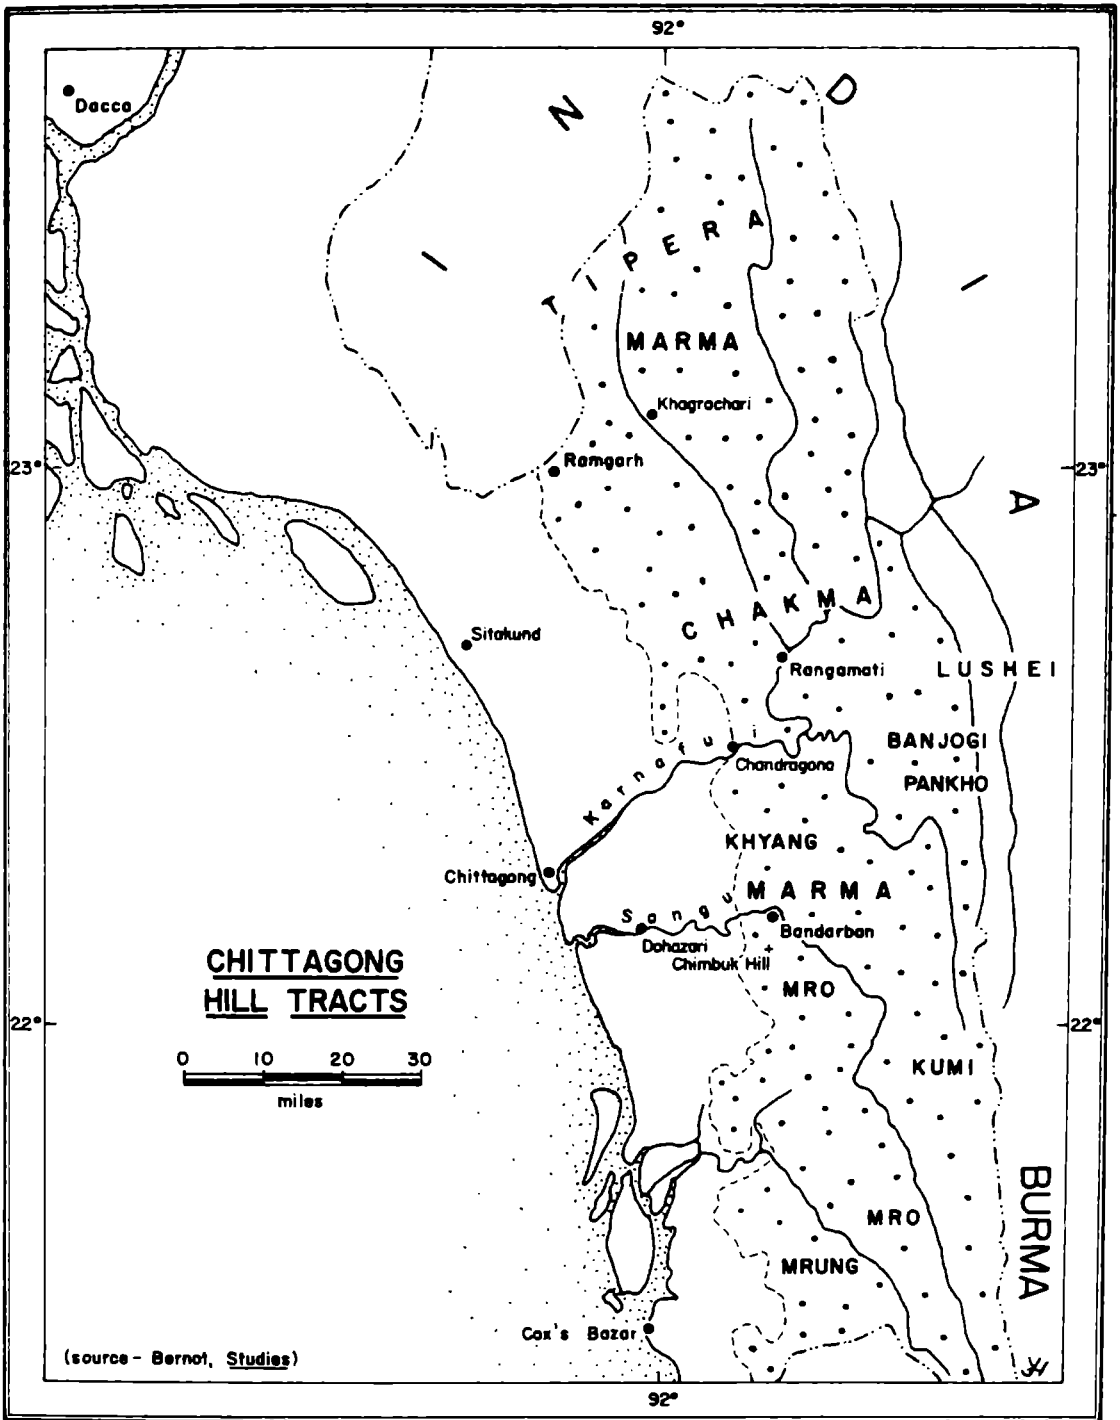 92°
Dacca
I N D I A
TIPERA
MARMA
Khagrachari
Ramgarh
23°
23°
CHAKMA
Sitakund
Rangamati
LUSHEI
BANJOGI
Karnafuli
Chandragona
PANKHO
KHYANG
Chittagong
MARMA
Sangu
Bandarban
Dohazari
Chimbuk Hill
CHITTAGONG
HILL TRACTS
MRO
22°
22°
0 10 20 30
miles
KUMI
BURMA
MRO
MRUNG
Cox's Bazar
(source - Bernot, Studies)
92°